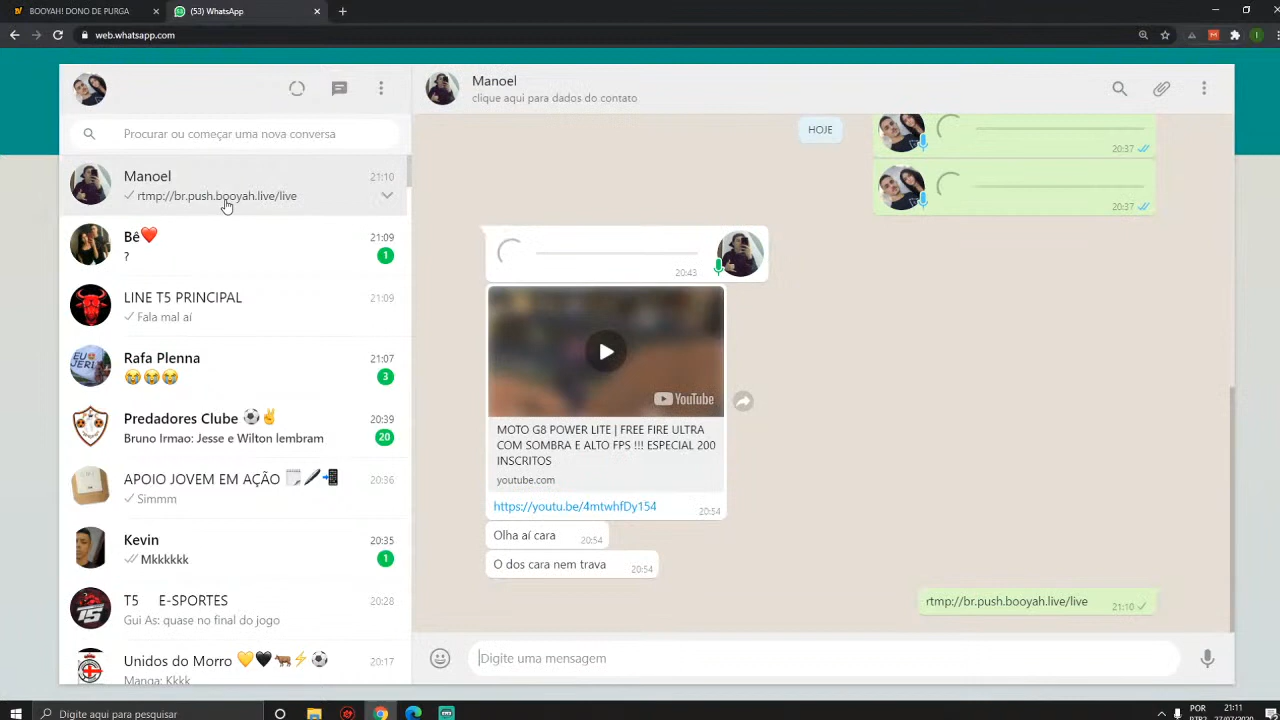 BOOYAH! DONO DE PURGA
(53) WhatsApp
web.whatsapp.com
Manoel
clique aqui para dados do contato
Procurar ou começar uma nova conversa
Manoel 21:10
rtmp://br.push.booyah.live/live
Bê❤️ 21:09
? 1
LINE T5 PRINCIPAL 21:09
Fala mal aí
Rafa Plenna 21:07
😭😭😭 3
Predadores Clube ⚽✌️ 20:39
Bruno Irmao: Jesse e Wilton lembram 20
APOIO JOVEM EM AÇÃO 🗒️🖊️📲 20:36
Simmm
Kevin 20:35
Mkkkkkk 1
T5 E-SPORTES 20:28
Gui As: quase no final do jogo
Unidos do Morro 💛🖤🐂⚡⚽ 20:17
Manga: Kkkk
HOJE
20:37
20:37
20:43
YouTube
MOTO G8 POWER LITE | FREE FIRE ULTRA
COM SOMBRA E ALTO FPS !!! ESPECIAL 200
INSCRITOS
youtube.com
https://youtu.be/4mtwhfDy154 20:54
Olha aí cara 20:54
O dos cara nem trava 20:54
rtmp://br.push.booyah.live/live 21:10
Digite uma mensagem
Digite aqui para pesquisar
POR 21:11
PTB2 27/07/2020